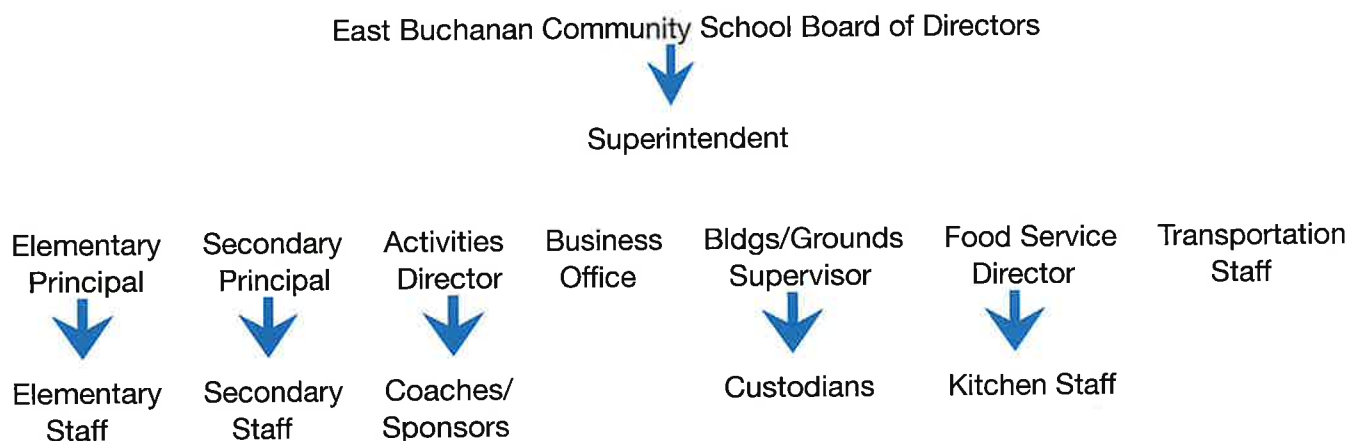 East Buchanan Community School Board of Directors
Superintendent
Elementary
Principal
Secondary
Principal
Activities
Director
Business
Office
Bldgs/Grounds
Supervisor
Food Service
Director
Transportation
Staff
Elementary
Staff
Secondary
Staff
Coaches/
Sponsors
Custodians
Kitchen Staff